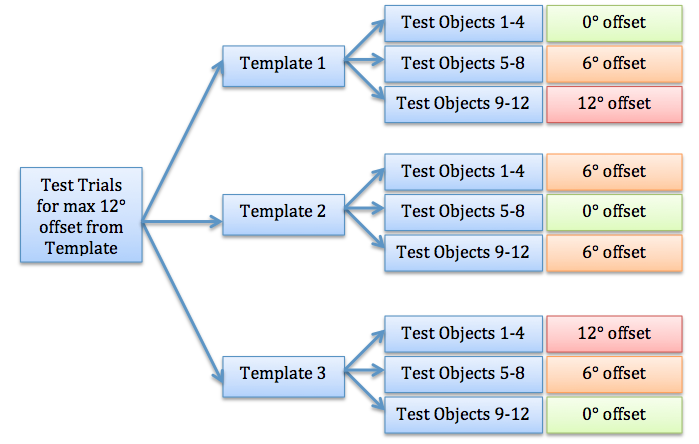 Test Trials
for max 12°
offset from
Template
Template 1
Test Objects 1-4 0° offset
Test Objects 5-8 6° offset
Test Objects 9-12 12° offset
Template 2
Test Objects 1-4 6° offset
Test Objects 5-8 0° offset
Test Objects 9-12 6° offset
Template 3
Test Objects 1-4 12° offset
Test Objects 5-8 6° offset
Test Objects 9-12 0° offset